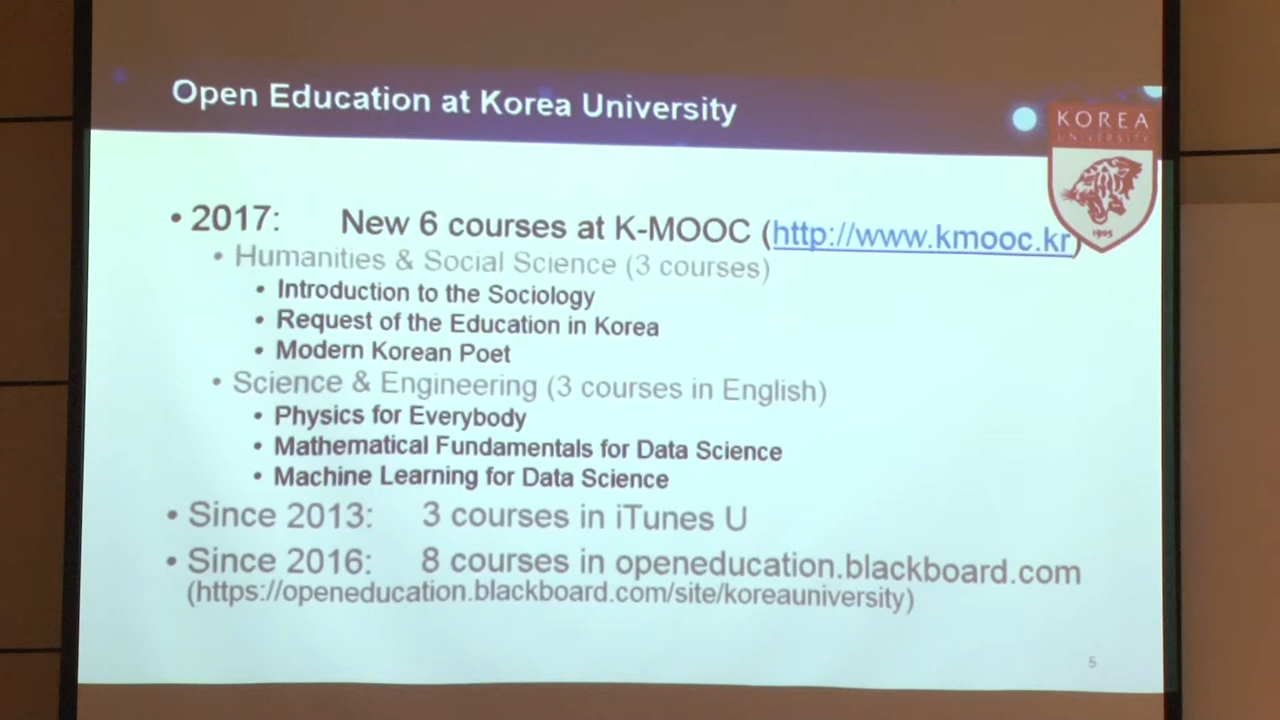 Open Education at Korea University
KOREA
UNIVERSITY
1905
• 2017: New 6 courses at K-MOOC (http://www.kmooc.kr)
• Humanities & Social Science (3 courses)
• Introduction to the Sociology
• Request of the Education in Korea
• Modern Korean Poet
• Science & Engineering (3 courses in English)
• Physics for Everybody
• Mathematical Fundamentals for Data Science
• Machine Learning for Data Science
• Since 2013: 3 courses in iTunes U
• Since 2016: 8 courses in openeducation.blackboard.com
(https://openeducation.blackboard.com/site/koreauniversity)
5